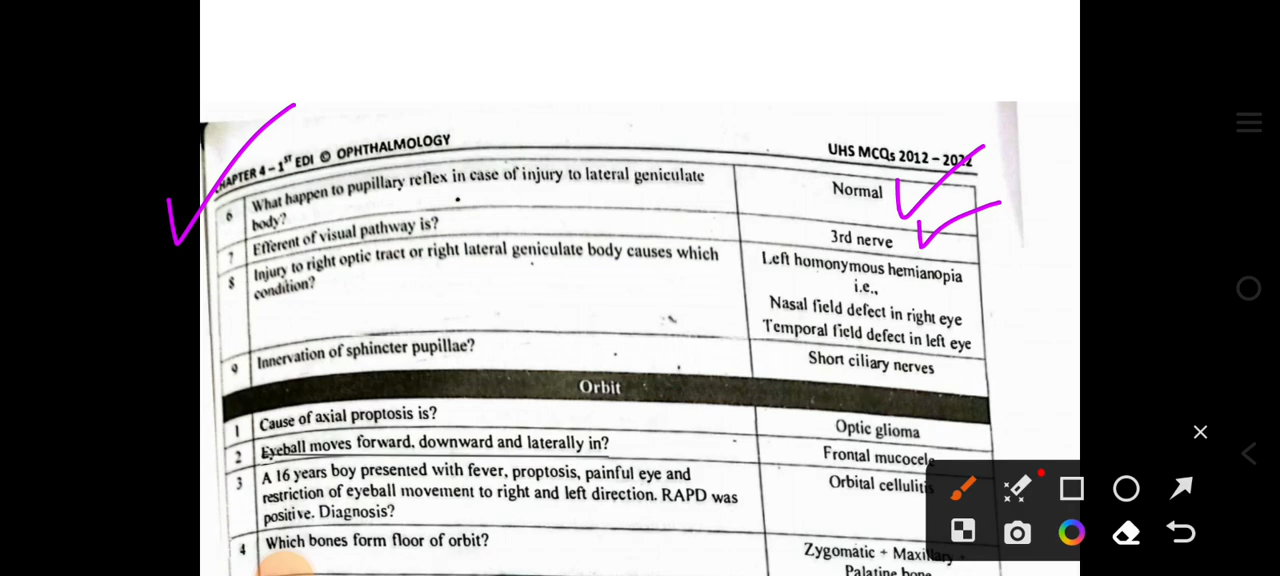 CHAPTER 4 – 1ST EDI © OPHTHALMOLOGY
UHS MCQs 2012 – 2022
6 What happen to pupillary reflex in case of injury to lateral geniculate
body?
Normal
7 Efferent of visual pathway is?
3rd nerve
8 Injury to right optic tract or right lateral geniculate body causes which
condition?
Left homonymous hemianopia
i.e.,
Nasal field defect in right eye
Temporal field defect in left eye
9 Innervation of sphincter pupillae?
Short ciliary nerves
Orbit
1 Cause of axial proptosis is?
Optic glioma
2 Eyeball moves forward, downward and laterally in?
Frontal mucocele
3 A 16 years boy presented with fever, proptosis, painful eye and
restriction of eyeball movement to right and left direction. RAPD was
positive. Diagnosis?
Orbital cellulitis
4 Which bones form floor of orbit?
Zygomatic + Maxillary +
Palatine bone